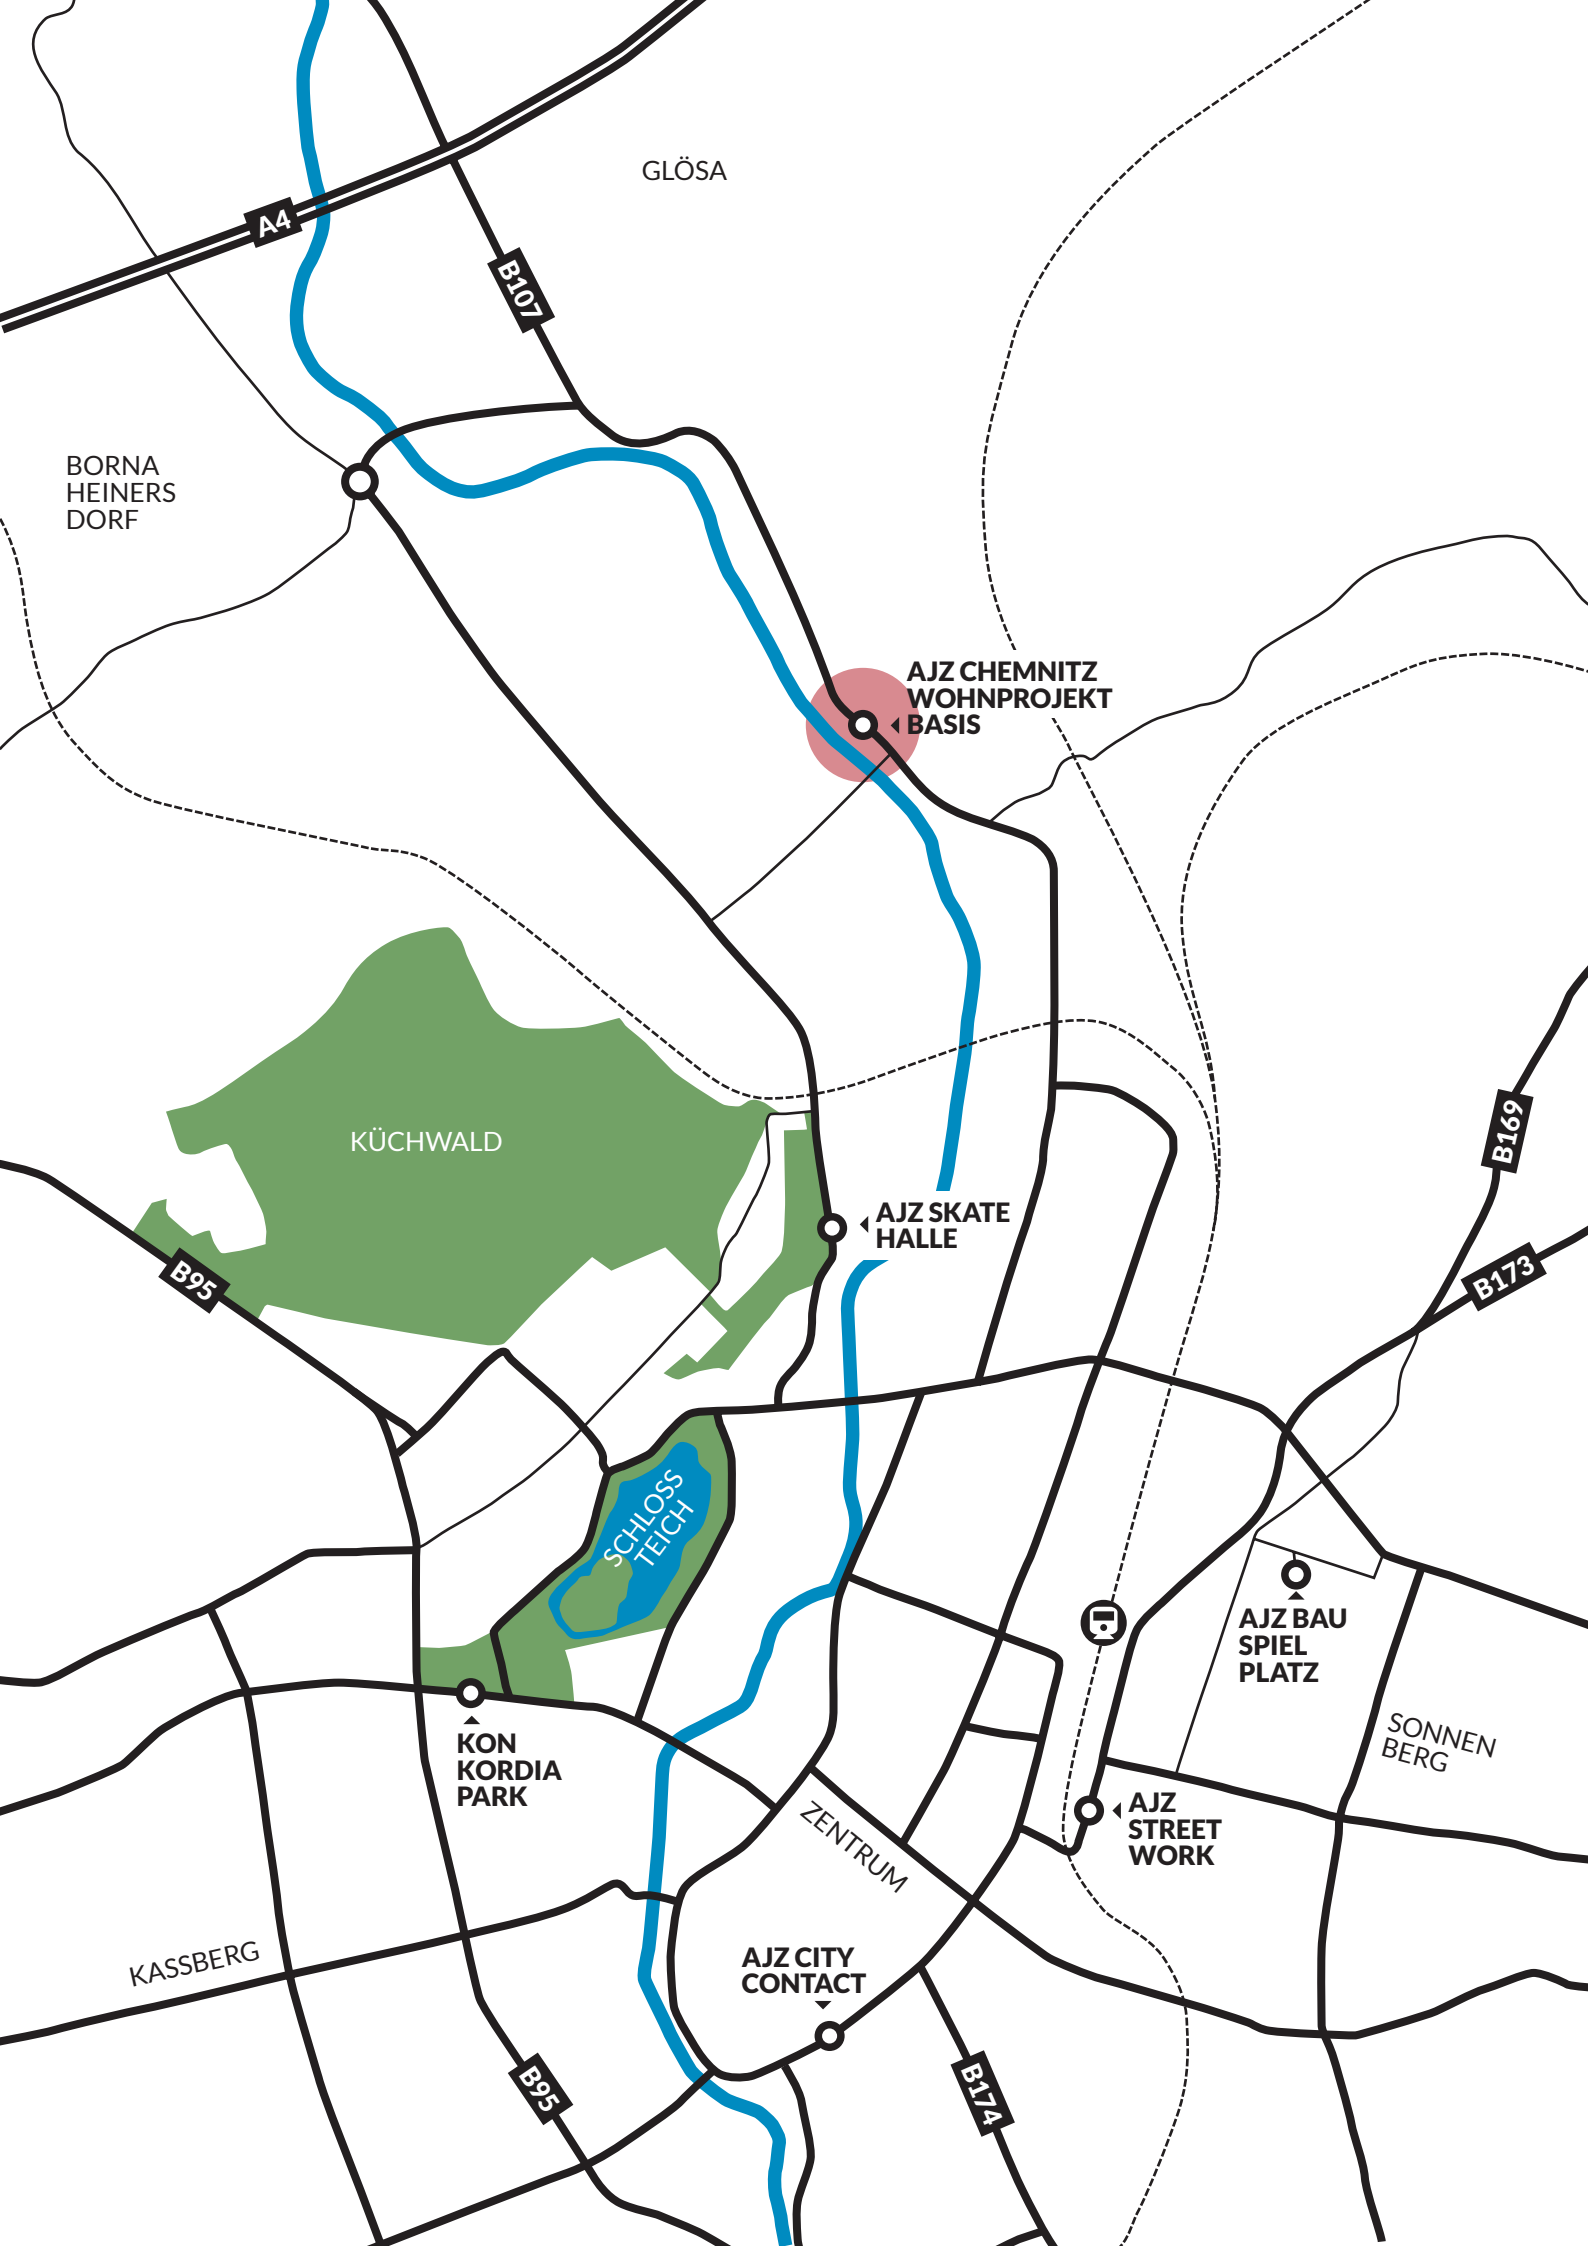 GLÖSA
A4
B107
BORNA
HEINERS
DORF
AJZ CHEMNITZ
WOHNPROJEKT
BASIS
KÜCHWALD
B169
AJZ SKATE
HALLE
B95
B173
SCHLOSS
TEICH
AJZ BAU
SPIEL
PLATZ
SONNEN
BERG
KON
KORDIA
PARK
AJZ
STREET
WORK
ZENTRUM
KASSBERG
AJZ CITY
CONTACT
B95
B174